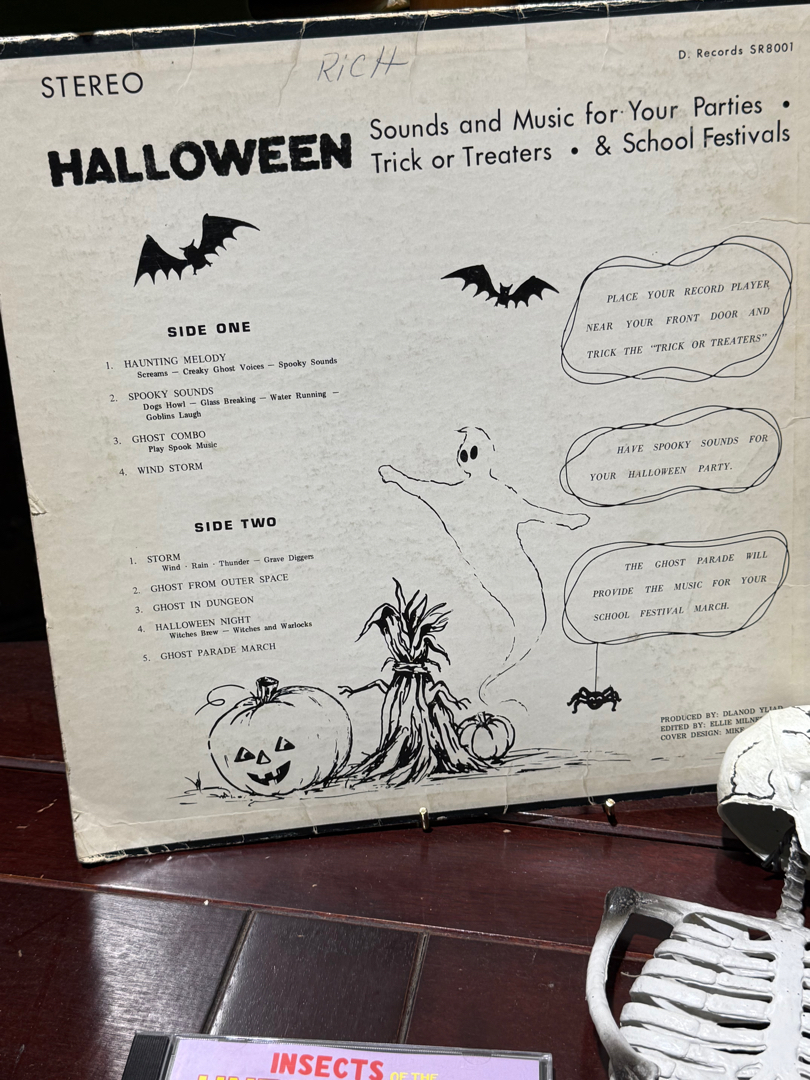 STEREO
RICH
D. Records SR8001
HALLOWEEN
Sounds and Music for Your Parties •
Trick or Treaters • & School Festivals
SIDE ONE
1. HAUNTING MELODY
Screams — Creaky Ghost Voices — Spooky Sounds
2. SPOOKY SOUNDS
Dogs Howl — Glass Breaking — Water Running —
Goblins Laugh
3. GHOST COMBO
Play Spook Music
4. WIND STORM
SIDE TWO
1. STORM
Wind · Rain · Thunder — Grave Diggers
2. GHOST FROM OUTER SPACE
3. GHOST IN DUNGEON
4. HALLOWEEN NIGHT
Witches Brew — Witches and Warlocks
5. GHOST PARADE MARCH
PLACE YOUR RECORD PLAYER
NEAR YOUR FRONT DOOR AND
TRICK THE "TRICK OR TREATERS"
HAVE SPOOKY SOUNDS FOR
YOUR HALLOWEEN PARTY.
THE GHOST PARADE WILL
PROVIDE THE MUSIC FOR YOUR
SCHOOL FESTIVAL MARCH.
PRODUCED BY: DLANOD
EDITED BY: ELLIE
COVER DESIGN:
INSECTS OF THE